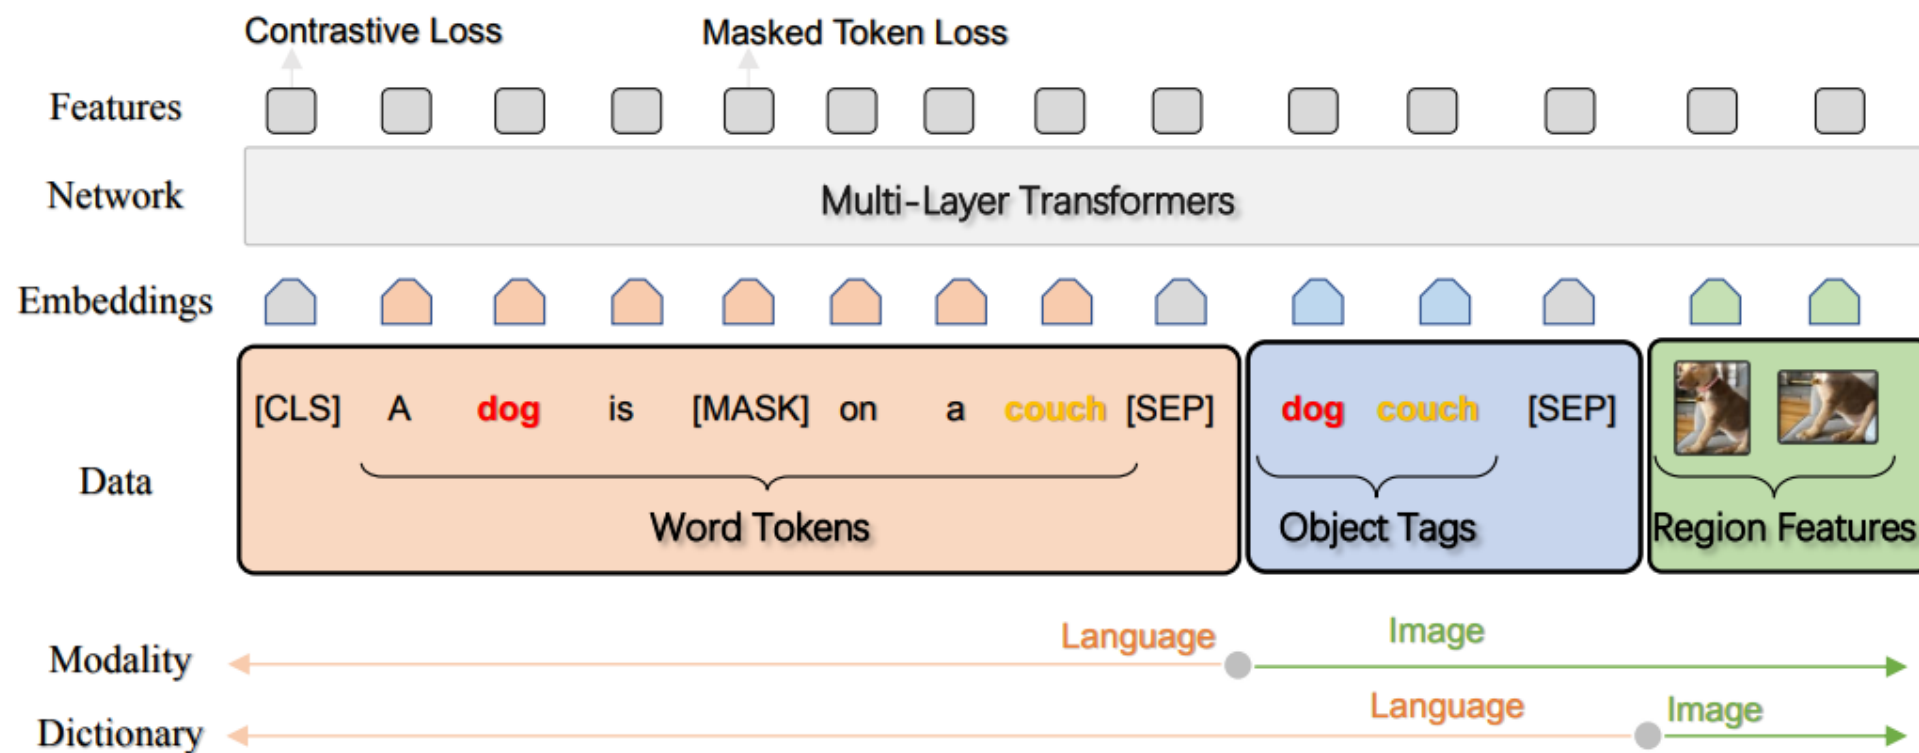 Contrastive Loss Masked Token Loss
Features
Network Multi-Layer Transformers
Embeddings
[CLS] A dog is [MASK] on a couch [SEP] dog couch [SEP]
Data
Word Tokens Object Tags Region Features
Language Image
Modality
Language Image
Dictionary